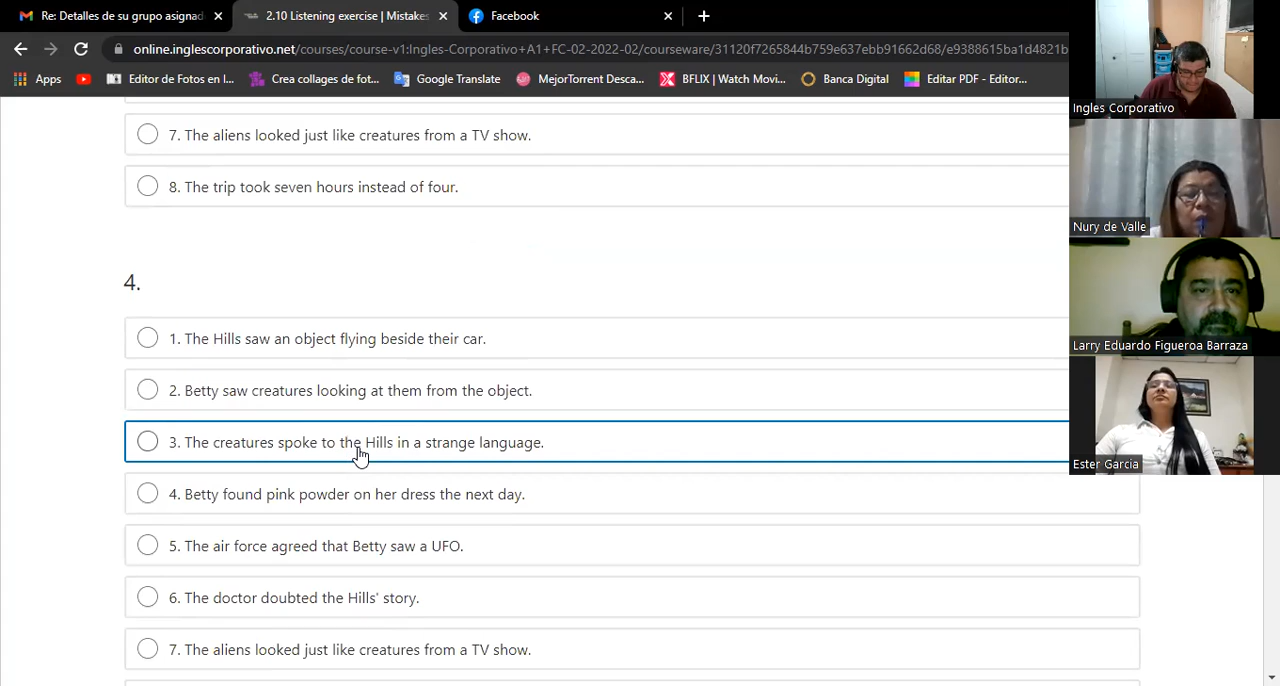 Re: Detalles de su grupo asignad
2.10 Listening exercise | Mistakes
Facebook
online.inglescorporativo.net/courses/course-v1:Ingles-Corporativo+A1+FC-02-2022-02/courseware/31120f7265844b759e637ebb91662d68/e9388615ba1d4821b
Apps
Editor de Fotos en l...
Crea collages de fot...
Google Translate
MejorTorrent Desca...
BFLIX | Watch Movi...
Banca Digital
Editar PDF - Editor...
7. The aliens looked just like creatures from a TV show.
8. The trip took seven hours instead of four.
4.
1. The Hills saw an object flying beside their car.
2. Betty saw creatures looking at them from the object.
3. The creatures spoke to the Hills in a strange language.
4. Betty found pink powder on her dress the next day.
5. The air force agreed that Betty saw a UFO.
6. The doctor doubted the Hills' story.
7. The aliens looked just like creatures from a TV show.
Ingles Corporativo
Nury de Valle
Larry Eduardo Figueroa Barraza
Ester Garcia